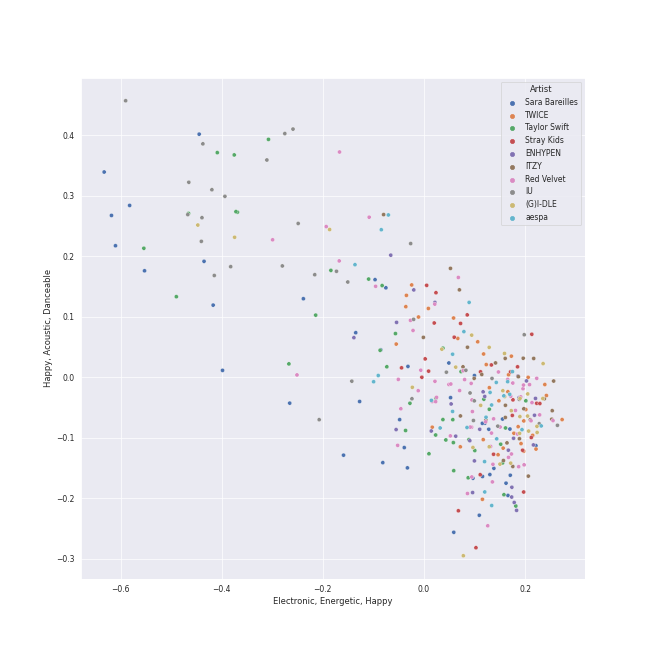 Artist
Sara Bareilles
TWICE
Taylor Swift
Stray Kids
ENHYPEN
ITZY
Red Velvet
IU
(G)I-DLE
aespa
Happy, Acoustic, Danceable
0.4
0.3
0.2
0.1
0.0
−0.1
−0.2
−0.3
−0.6
−0.4
−0.2
0.0
0.2
Electronic, Energetic, Happy